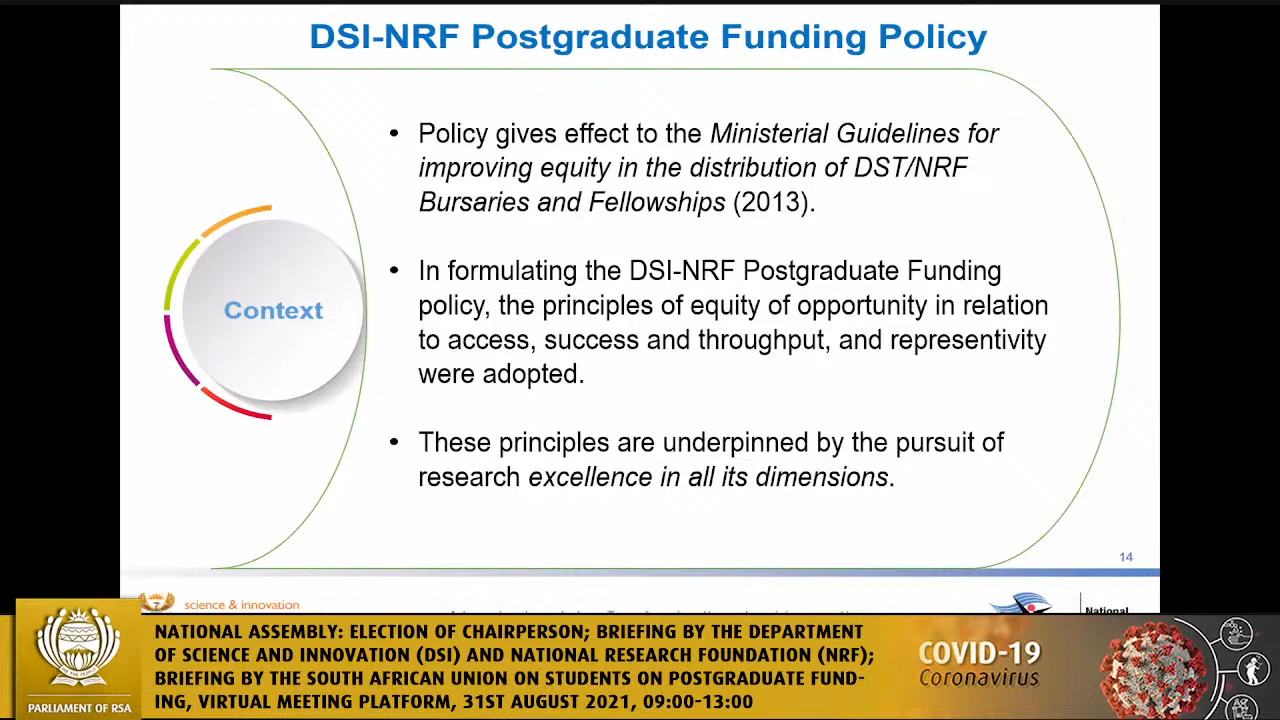 DSI-NRF Postgraduate Funding Policy
Context
• Policy gives effect to the Ministerial Guidelines for
improving equity in the distribution of DST/NRF
Bursaries and Fellowships (2013).
• In formulating the DSI-NRF Postgraduate Funding
policy, the principles of equity of opportunity in relation
to access, success and throughput, and representivity
were adopted.
• These principles are underpinned by the pursuit of
research excellence in all its dimensions.
14
science & innovation
National
NATIONAL ASSEMBLY: ELECTION OF CHAIRPERSON; BRIEFING BY THE DEPARTMENT
OF SCIENCE AND INNOVATION (DSI) AND NATIONAL RESEARCH FOUNDATION (NRF);
BRIEFING BY THE SOUTH AFRICAN UNION ON STUDENTS ON POSTGRADUATE FUND-
ING, VIRTUAL MEETING PLATFORM, 31ST AUGUST 2021, 09:00-13:00
PARLIAMENT OF RSA
COVID-19
Coronavirus